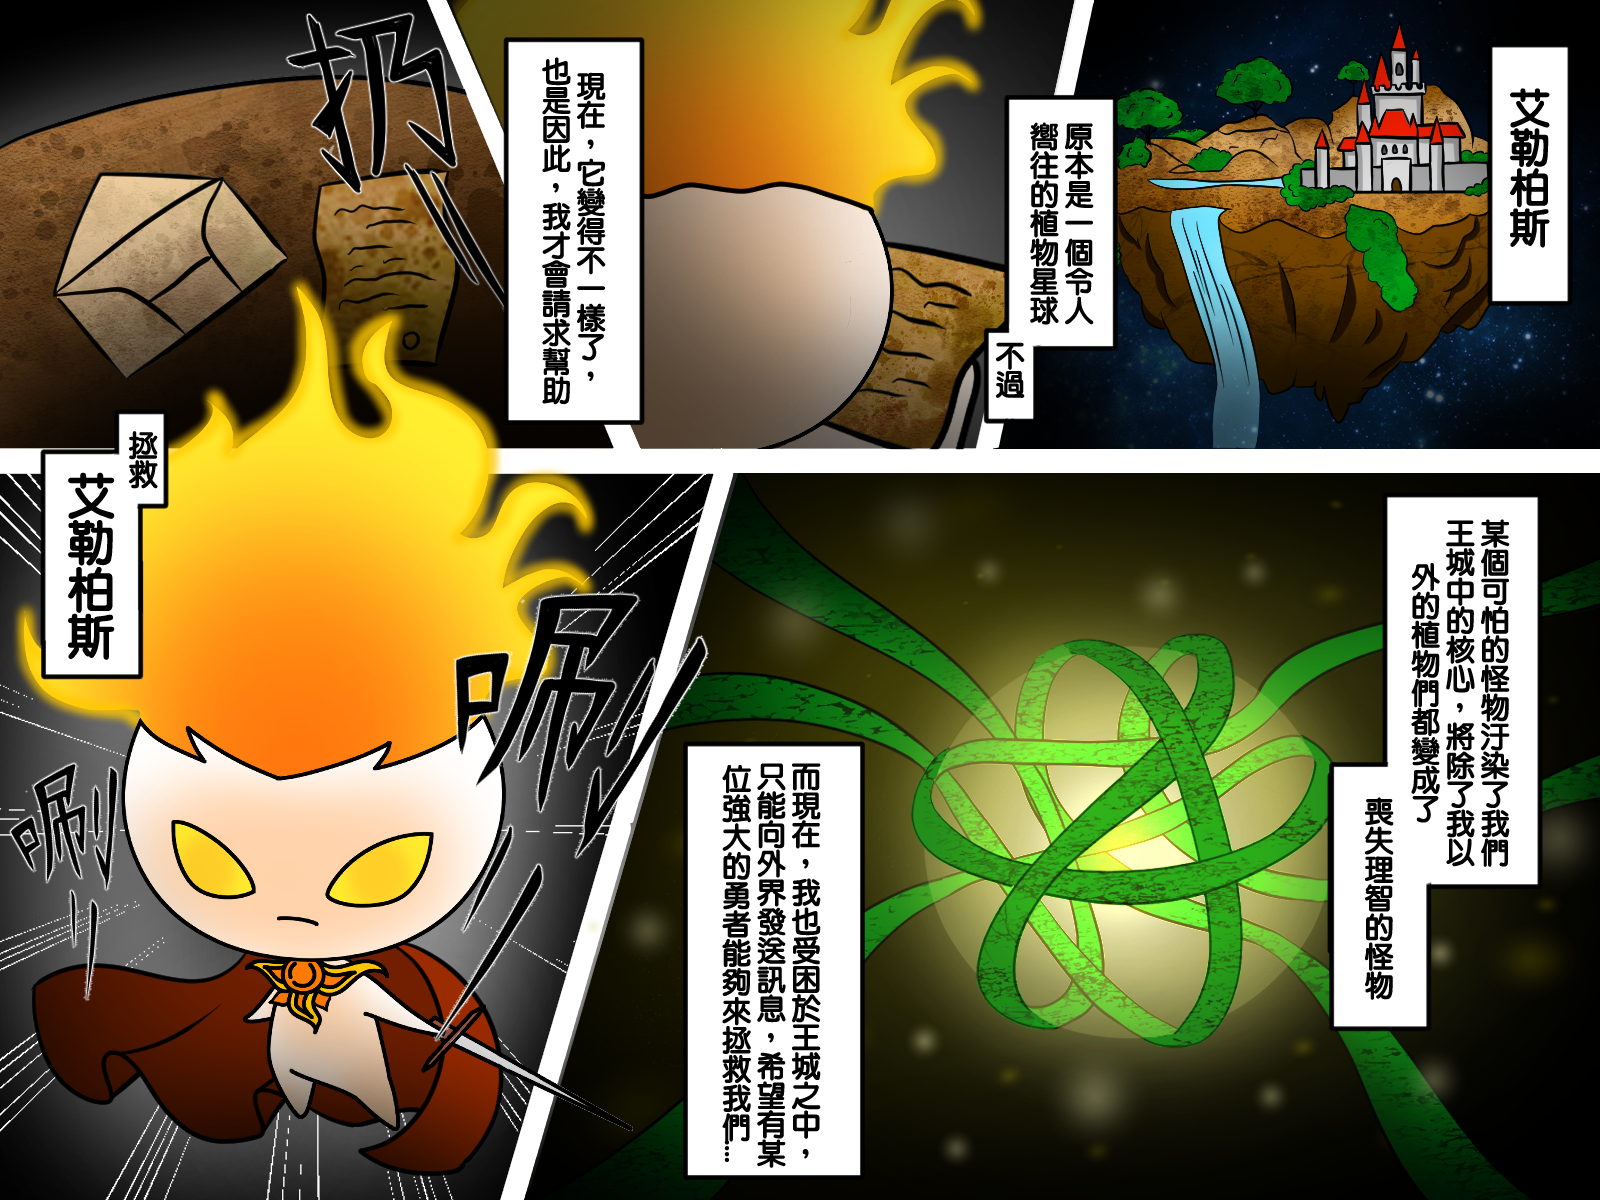 艾勒柏斯
原本是一個令人
嚮往的植物星球
不過
現在，它變得不一樣了，
也是因此，我才會請求幫助
扔
某個可怕的怪物汙染了我們
王城中的核心，將除了我以
外的植物們都變成了
喪失理智的怪物
而現在，我也受困於王城之中，
只能向外界發送訊息，希望有某
位強大的勇者能夠來拯救我們…
拯救
艾勒柏斯
唰
唰